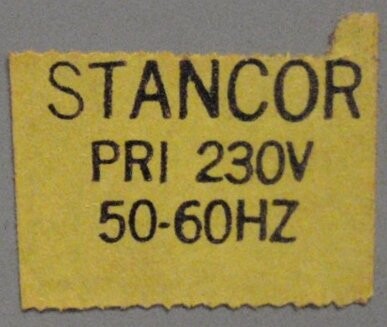 STANCOR
PRI 230V
50-60HZ